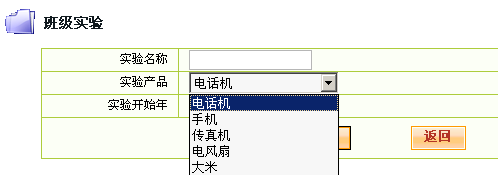 班级实验
实验名称
实验产品 电话机
实验开始年 电话机
手机
传真机
电风扇 返回
大米